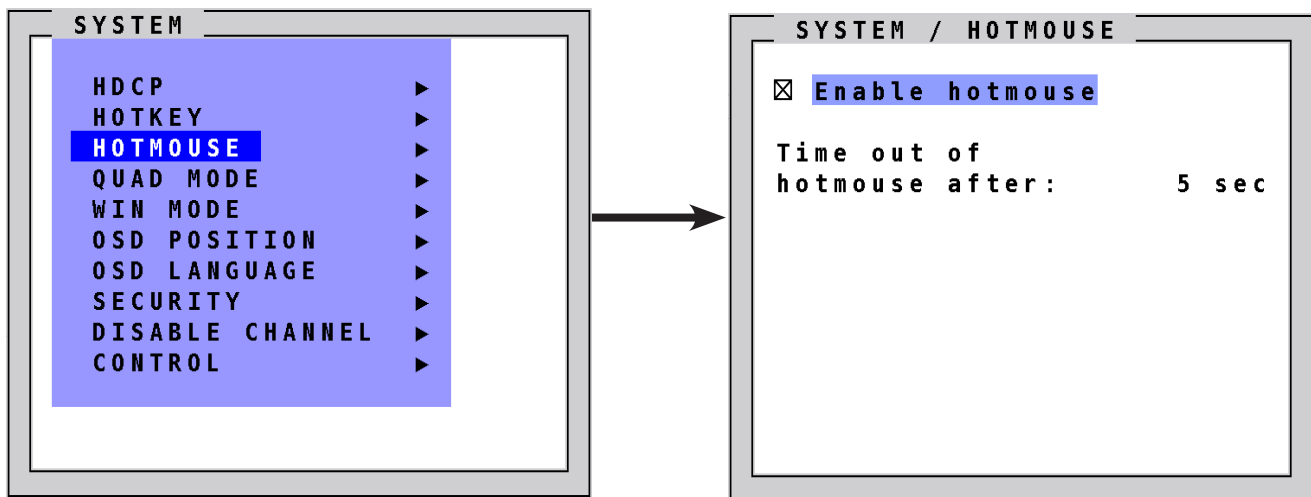 SYSTEM
HDCP ►
HOTKEY ►
HOTMOUSE ►
QUAD MODE ►
WIN MODE ►
OSD POSITION ►
OSD LANGUAGE ►
SECURITY ►
DISABLE CHANNEL ►
CONTROL ►
SYSTEM / HOTMOUSE
☒ Enable hotmouse
Time out of
hotmouse after: 5 sec